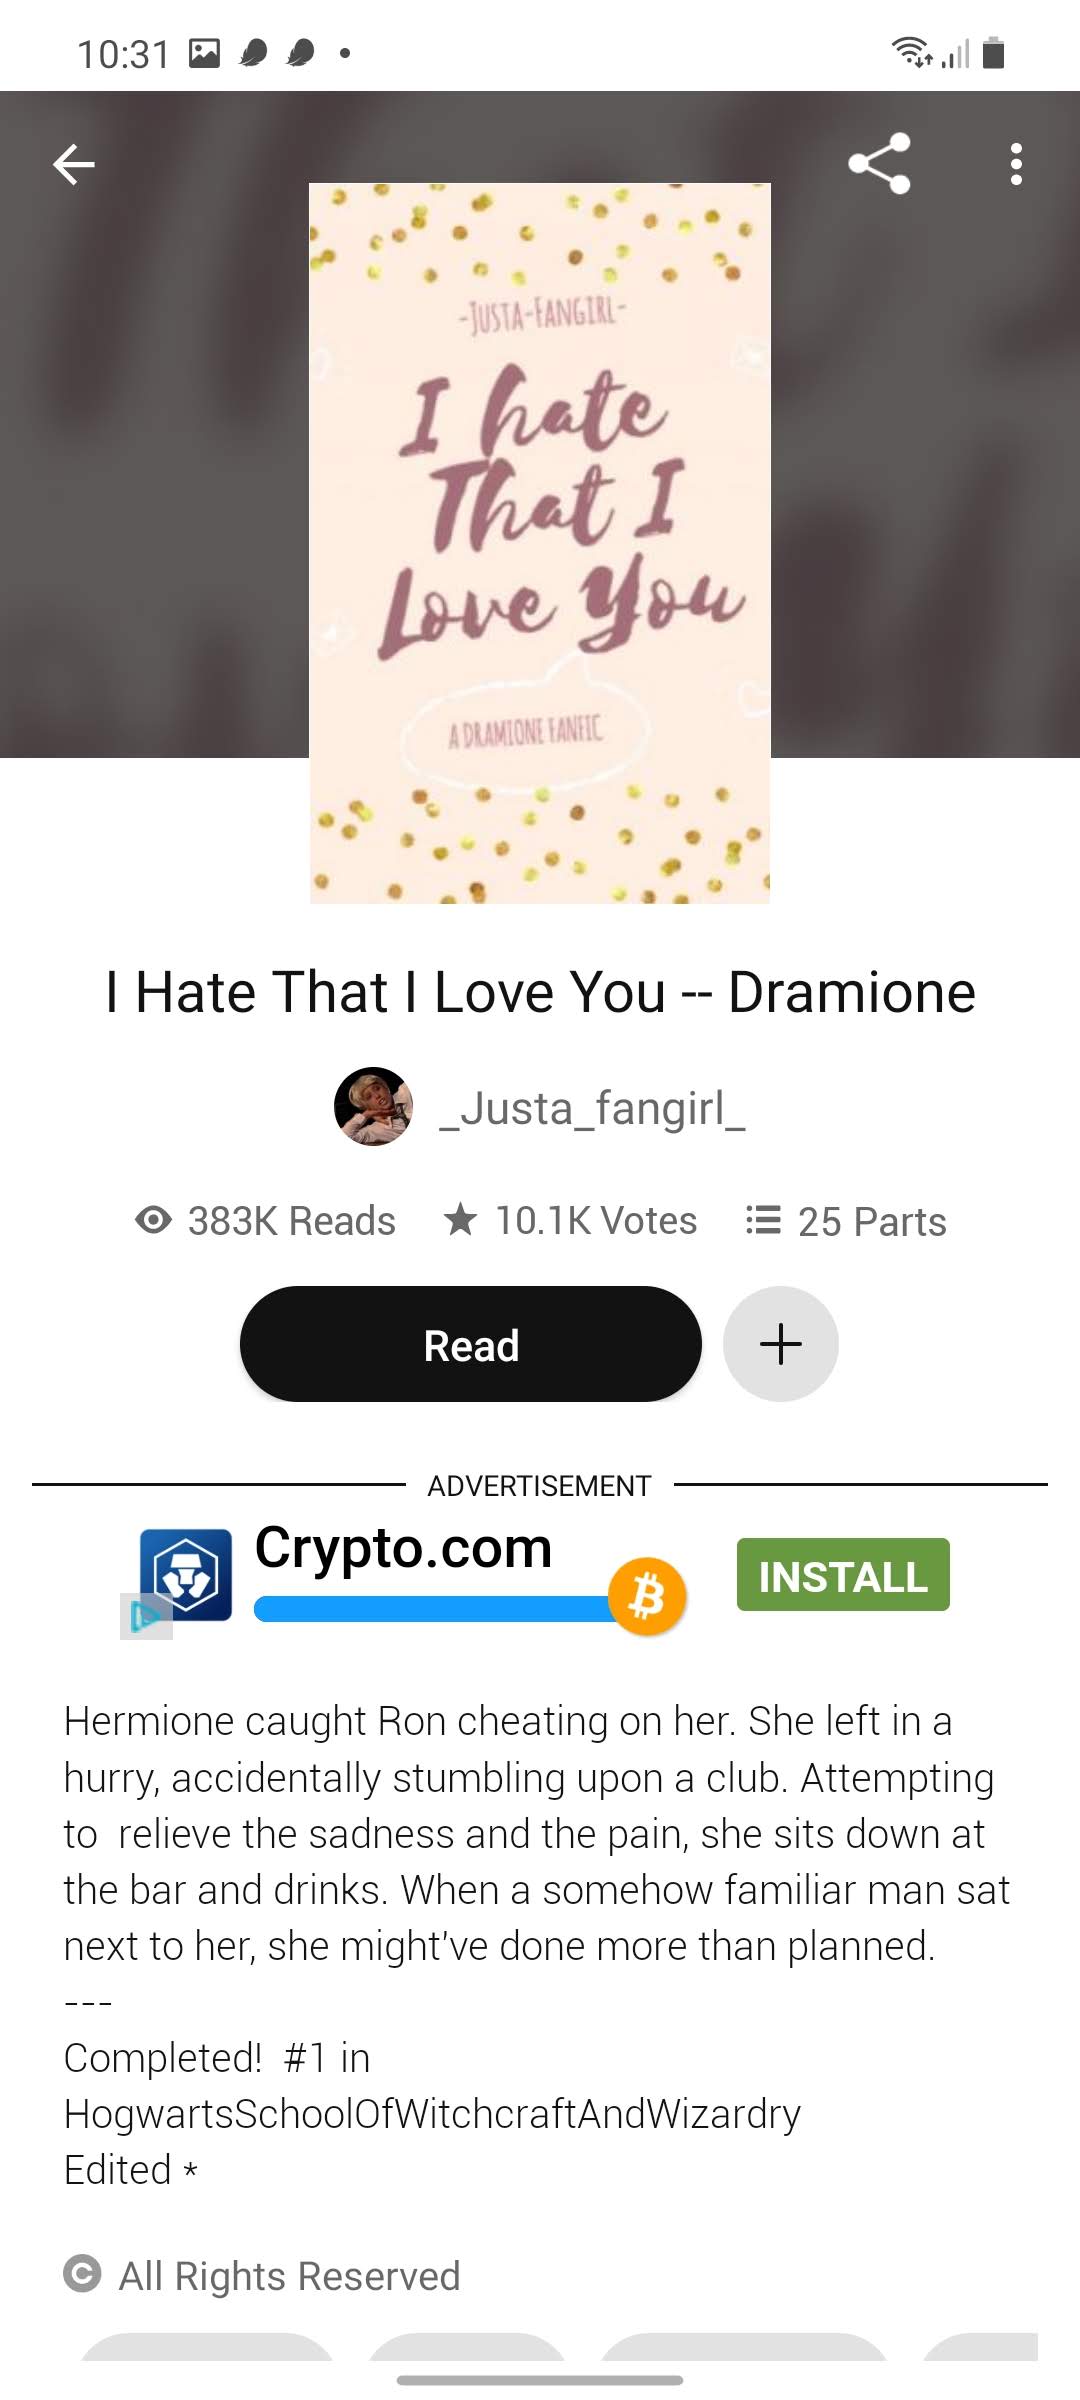 10:31
-Justa-Fangirl-
I hate
That I
Love You
A DRAMIONE FANFIC
I Hate That I Love You -- Dramione
_Justa_fangirl_
383K Reads 10.1K Votes 25 Parts
Read
ADVERTISEMENT
Crypto.com
INSTALL
Hermione caught Ron cheating on her. She left in a
hurry, accidentally stumbling upon a club. Attempting
to  relieve the sadness and the pain, she sits down at
the bar and drinks. When a somehow familiar man sat
next to her, she might've done more than planned.
---
Completed!  #1 in
HogwartsSchoolOfWitchcraftAndWizardry
Edited *
© All Rights Reserved